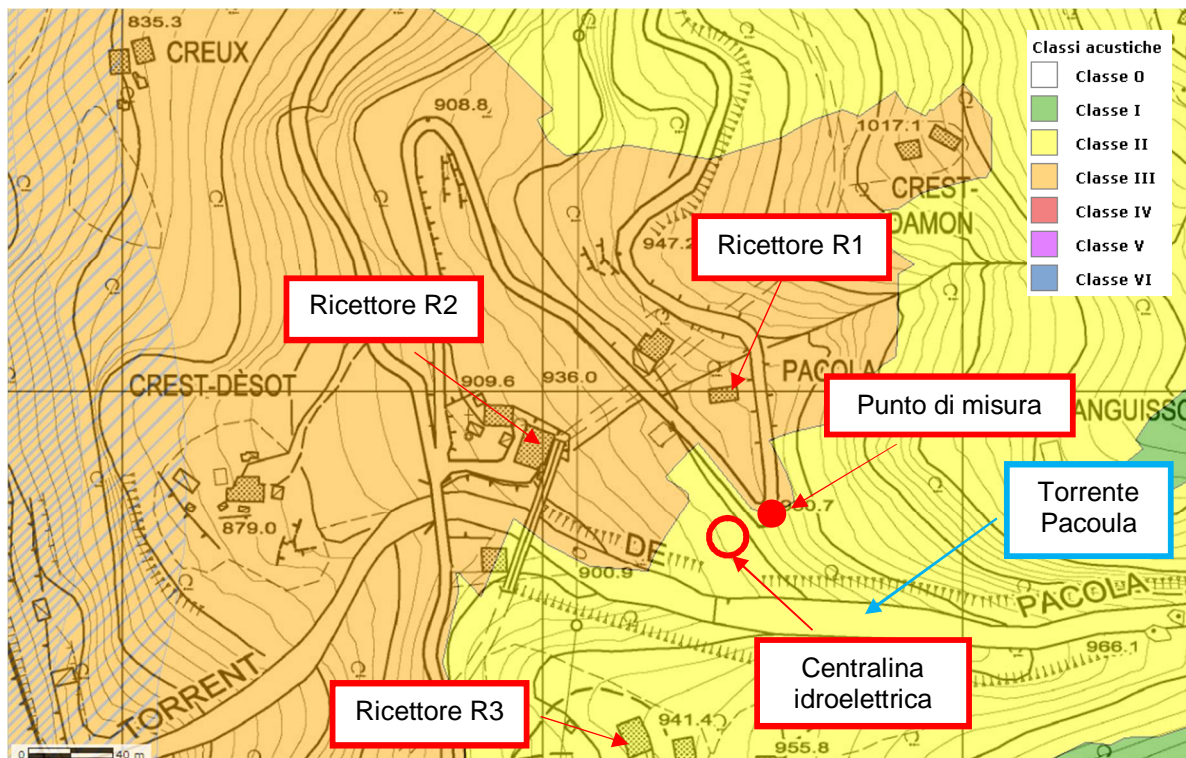 835.3
CREUX
Classi acustiche
Classe 0
Classe I
Classe II
Classe III
Classe IV
Classe V
Classe VI
908.8
1017.1
CREST-
DAMON
947.2
Ricettore R1
Ricettore R2
CREST-DÈSOT
909.6
936.0
PACOLA
Punto di misura
ANGUISSO
879.0
Torrente
Pacoula
DE
900.9
PACOLA
966.1
TORRENT
Centralina
idroelettrica
Ricettore R3
941.4
955.8
0
40 m